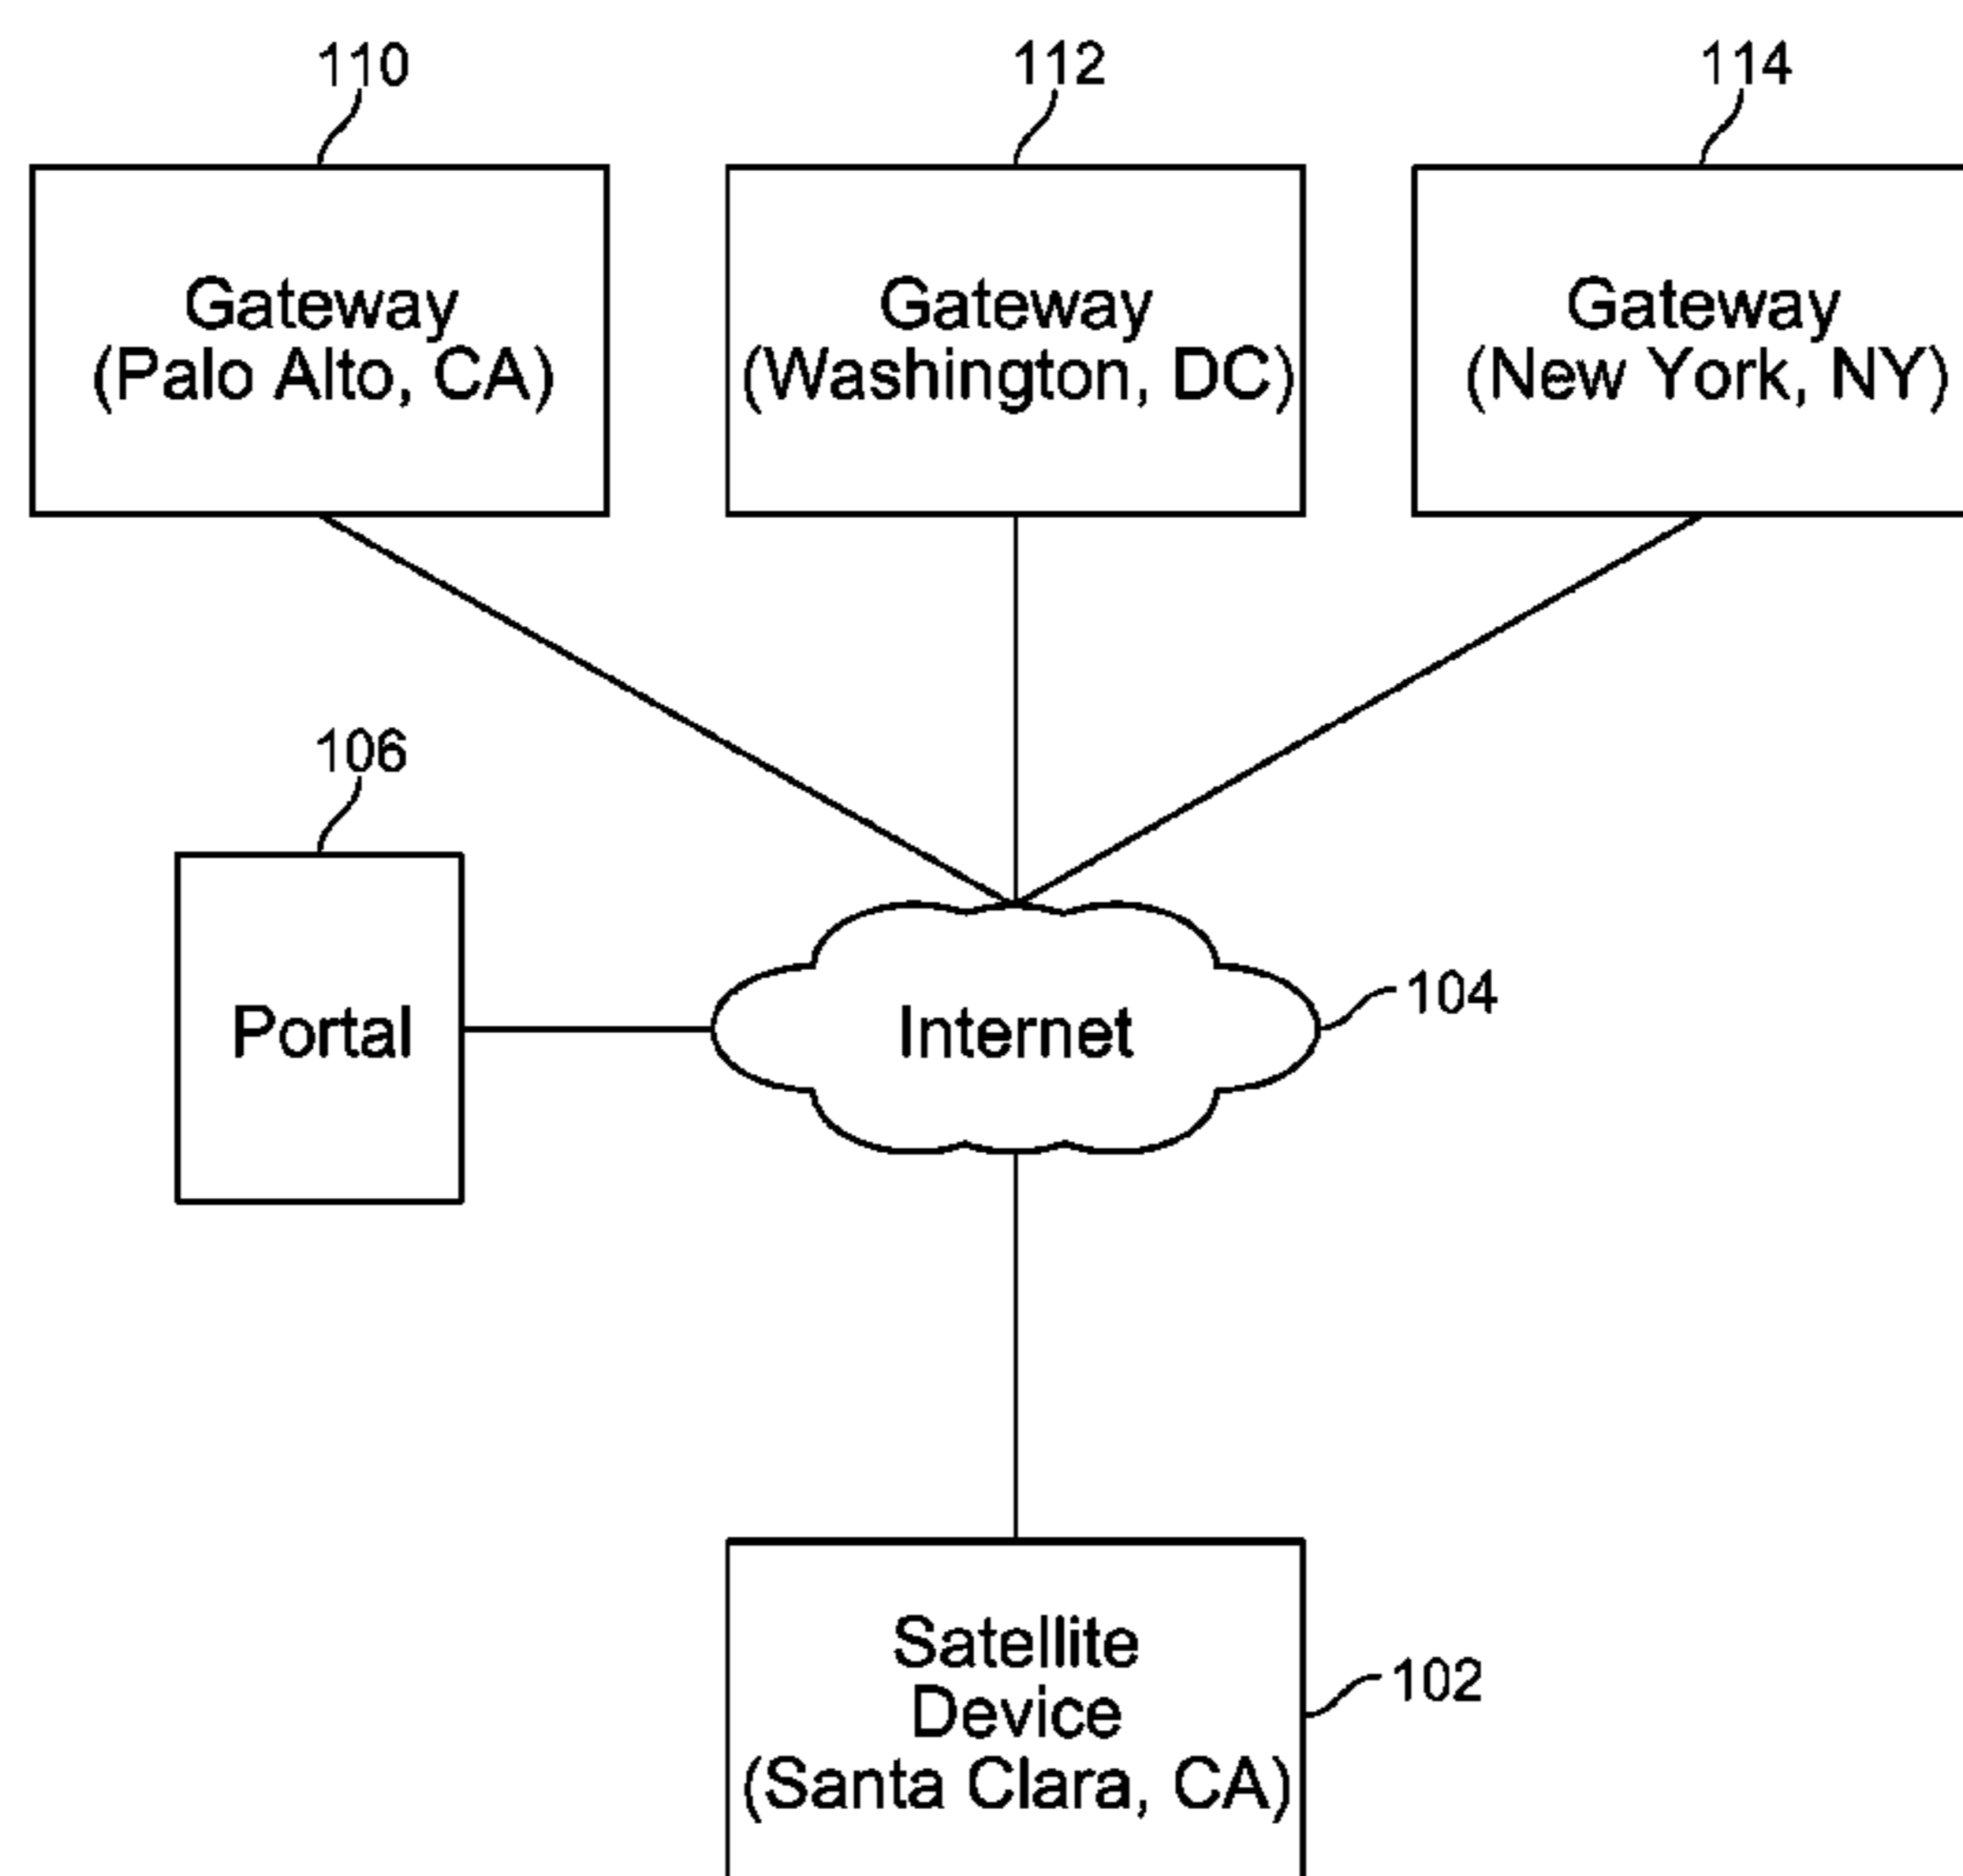 110
112
114
Gateway
(Palo Alto, CA)
Gateway
(Washington, DC)
Gateway
(New York, NY)
106
Portal
Internet
104
Satellite
Device
(Santa Clara, CA)
102